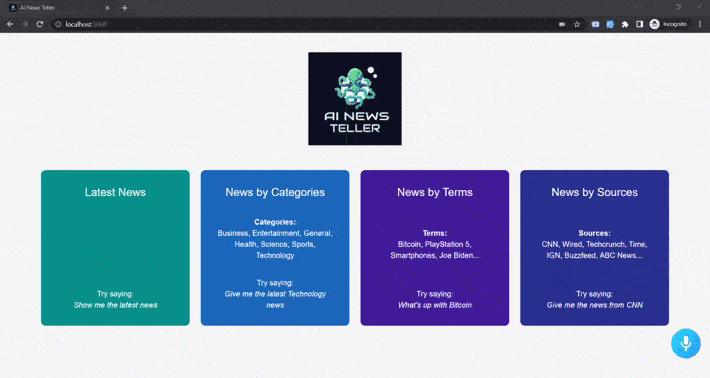 AI News Teller
localhost:3000
Incognito
AI NEWS
TELLER
Latest News
Try saying:
Show me the latest news
News by Categories
Categories:
Business, Entertainment, General,
Health, Science, Sports,
Technology
Try saying:
Give me the latest Technology
news
News by Terms
Terms:
Bitcoin, PlayStation 5,
Smartphones, Joe Biden...
Try saying:
What's up with Bitcoin
News by Sources
Sources:
CNN, Wired, Techcrunch, Time,
IGN, Buzzfeed, ABC News...
Try saying:
Give me the news from CNN